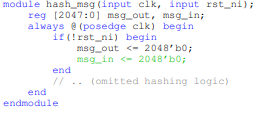 module hash_msg(input clk, input rst_ni);
reg [2047:0] msg_out, msg_in;
always @(posedge clk) begin
if(!rst_ni) begin
msg_out <= 2048'b0;
msg_in <= 2048'b0;
end
// .. (omitted hashing logic)
end
endmodule